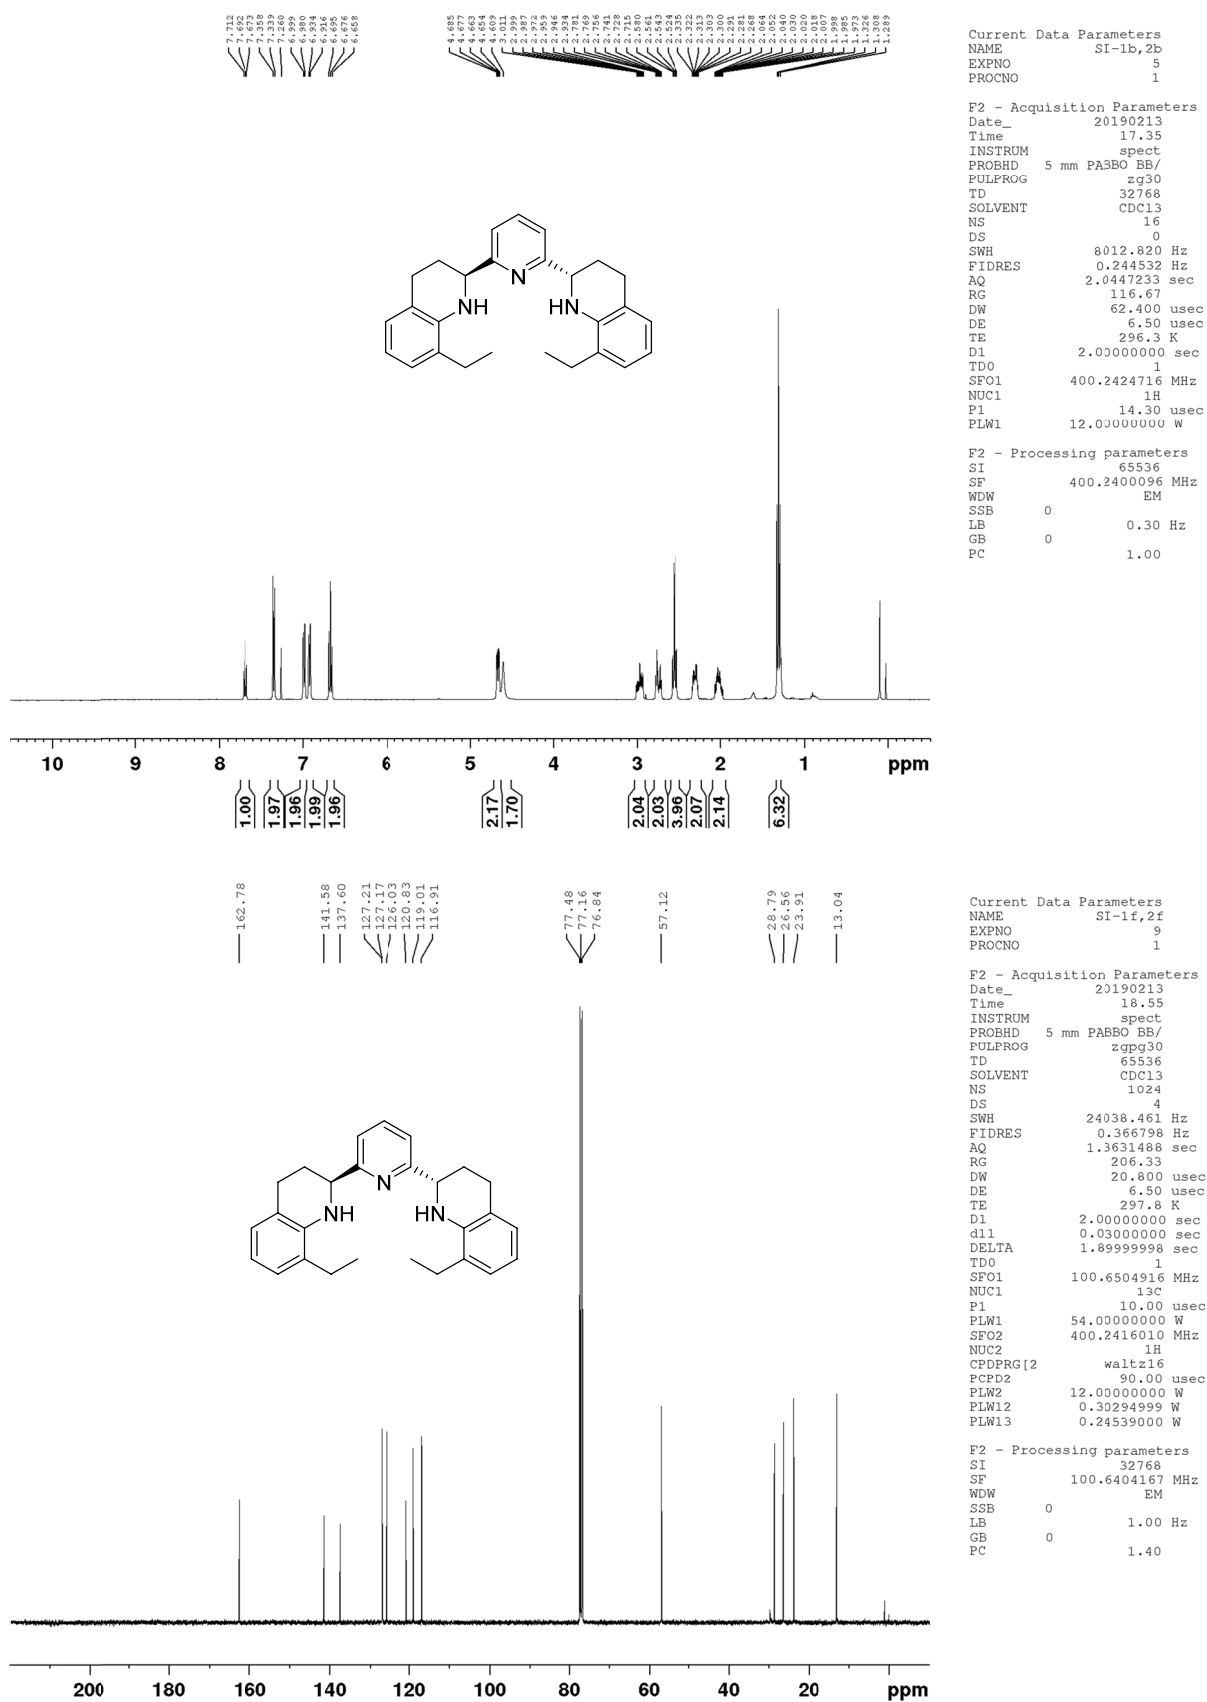 7.712
7.692
7.673
7.358
7.339
7.260
6.999
6.980
6.934
6.916
6.695
6.676
6.658
4.685
4.677
4.663
4.654
4.609
3.011
2.999
2.987
2.972
2.959
2.946
2.934
2.781
2.769
2.756
2.741
2.728
2.715
2.580
2.561
2.543
2.524
2.335
2.322
2.313
2.303
2.300
2.291
2.281
2.268
2.064
2.052
2.040
2.030
2.020
2.018
2.007
1.998
1.985
1.973
1.326
1.308
1.289
Current Data Parameters
NAME SI-1b,2b
EXPNO 5
PROCNO 1
F2 - Acquisition Parameters
Date_ 20190213
Time 17.35
INSTRUM spect
PROBHD 5 mm PABBO BB/
PULPROG zg30
TD 32768
SOLVENT CDCl3
NS 16
DS 0
SWH 8012.820 Hz
FIDRES 0.244532 Hz
AQ 2.0447233 sec
RG 116.67
DW 62.400 usec
DE 6.50 usec
TE 296.3 K
D1 2.00000000 sec
TD0 1
SFO1 400.2424716 MHz
NUC1 1H
P1 14.30 usec
PLW1 12.00000000 W
F2 - Processing parameters
SI 65536
SF 400.2400096 MHz
WDW EM
SSB 0
LB 0.30 Hz
GB 0
PC 1.00
N
NH HN
10 9 8 7 6 5 4 3 2 1 ppm
1.00
1.97
1.96
1.99
1.96
2.17
1.70
2.04
2.03
3.96
2.07
2.14
6.32
162.78
141.58
137.60
127.21
127.17
126.03
120.83
119.01
116.91
77.48
77.16
76.84
57.12
28.79
26.56
23.91
13.04
Current Data Parameters
NAME SI-1f,2f
EXPNO 9
PROCNO 1
F2 - Acquisition Parameters
Date_ 20190213
Time 18.55
INSTRUM spect
PROBHD 5 mm PABBO BB/
PULPROG zgpg30
TD 65536
SOLVENT CDCl3
NS 1024
DS 4
SWH 24038.461 Hz
FIDRES 0.366798 Hz
AQ 1.3631488 sec
RG 206.33
DW 20.800 usec
DE 6.50 usec
TE 297.8 K
D1 2.00000000 sec
d11 0.03000000 sec
DELTA 1.89999998 sec
TD0 1
SFO1 100.6504916 MHz
NUC1 13C
P1 10.00 usec
PLW1 54.00000000 W
SFO2 400.2416010 MHz
NUC2 1H
CPDPRG[2 waltz16
PCPD2 90.00 usec
PLW2 12.00000000 W
PLW12 0.30294999 W
PLW13 0.24539000 W
F2 - Processing parameters
SI 32768
SF 100.6404167 MHz
WDW EM
SSB 0
LB 1.00 Hz
GB 0
PC 1.40
N
NH HN
200 180 160 140 120 100 80 60 40 20 ppm